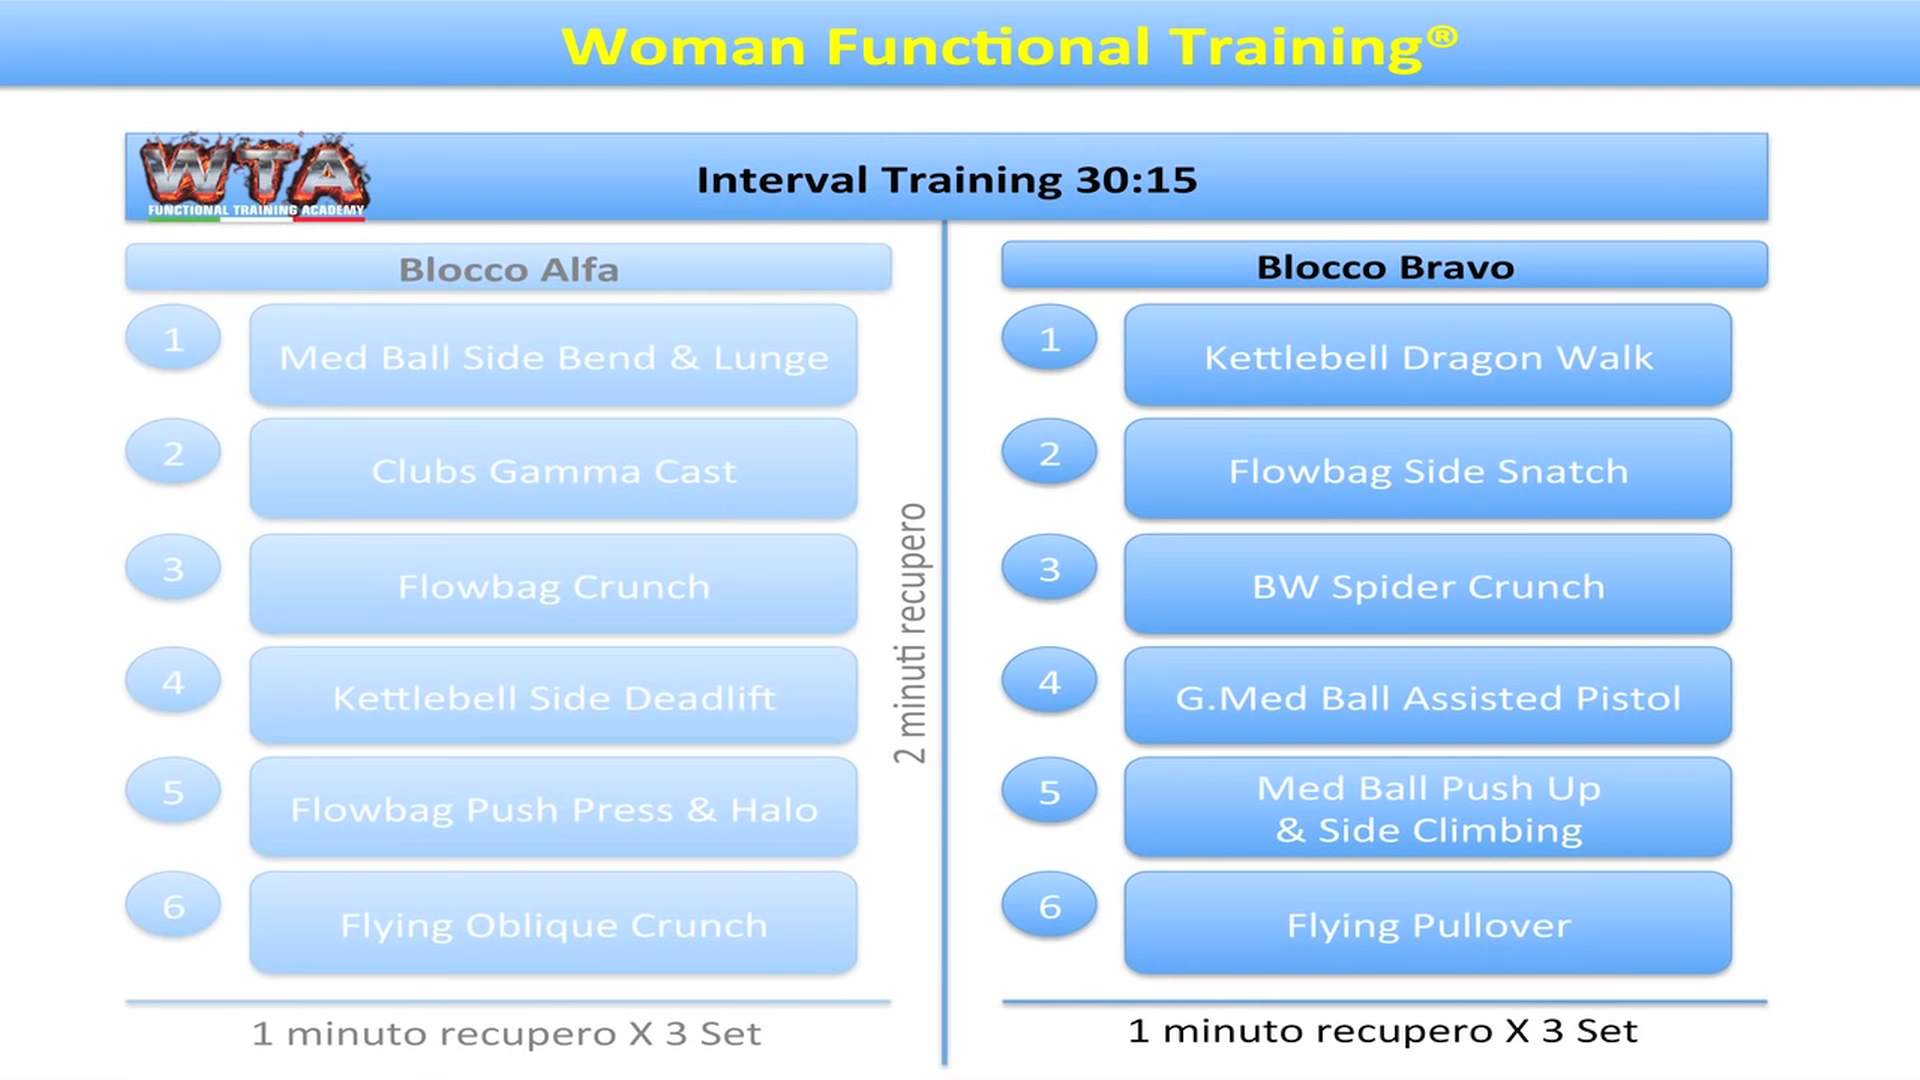 Woman Functional Training®
WTA
FUNCTIONAL TRAINING ACADEMY
Interval Training 30:15
Blocco Alfa
1
Med Ball Side Bend & Lunge
2
Clubs Gamma Cast
3
Flowbag Crunch
4
Kettlebell Side Deadlift
5
Flowbag Push Press & Halo
6
Flying Oblique Crunch
1 minuto recupero X 3 Set
2 minuti recupero
Blocco Bravo
1
Kettlebell Dragon Walk
2
Flowbag Side Snatch
3
BW Spider Crunch
4
G.Med Ball Assisted Pistol
5
Med Ball Push Up
& Side Climbing
6
Flying Pullover
1 minuto recupero X 3 Set